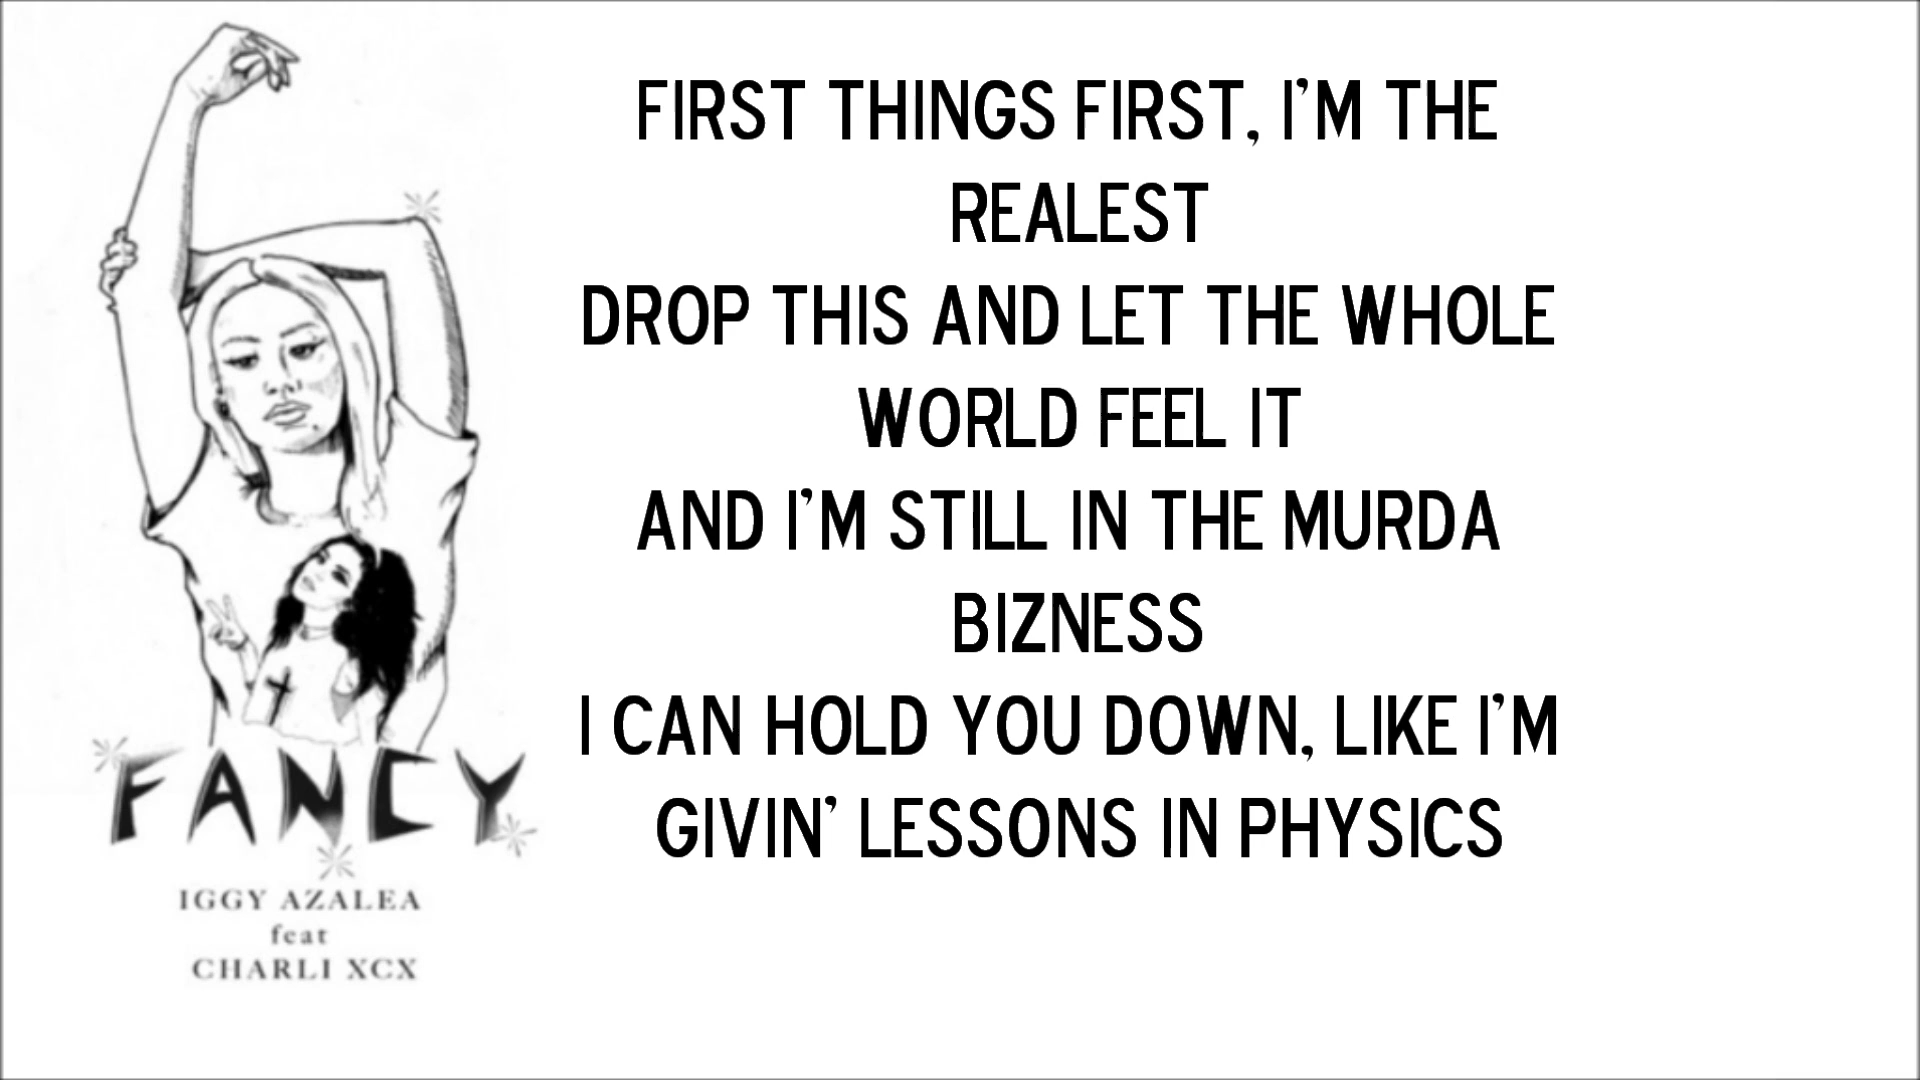 FIRST THINGS FIRST, I'M THE
REALEST
DROP THIS AND LET THE WHOLE
WORLD FEEL IT
AND I'M STILL IN THE MURDA
BIZNESS
I CAN HOLD YOU DOWN, LIKE I'M
GIVIN' LESSONS IN PHYSICS
FANCY
IGGY AZALEA
feat
CHARLI XCX